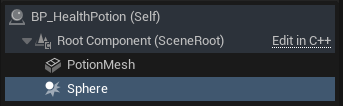 BP_HealthPotion (Self)
Root Component (SceneRoot) Edit in C++
PotionMesh
Sphere